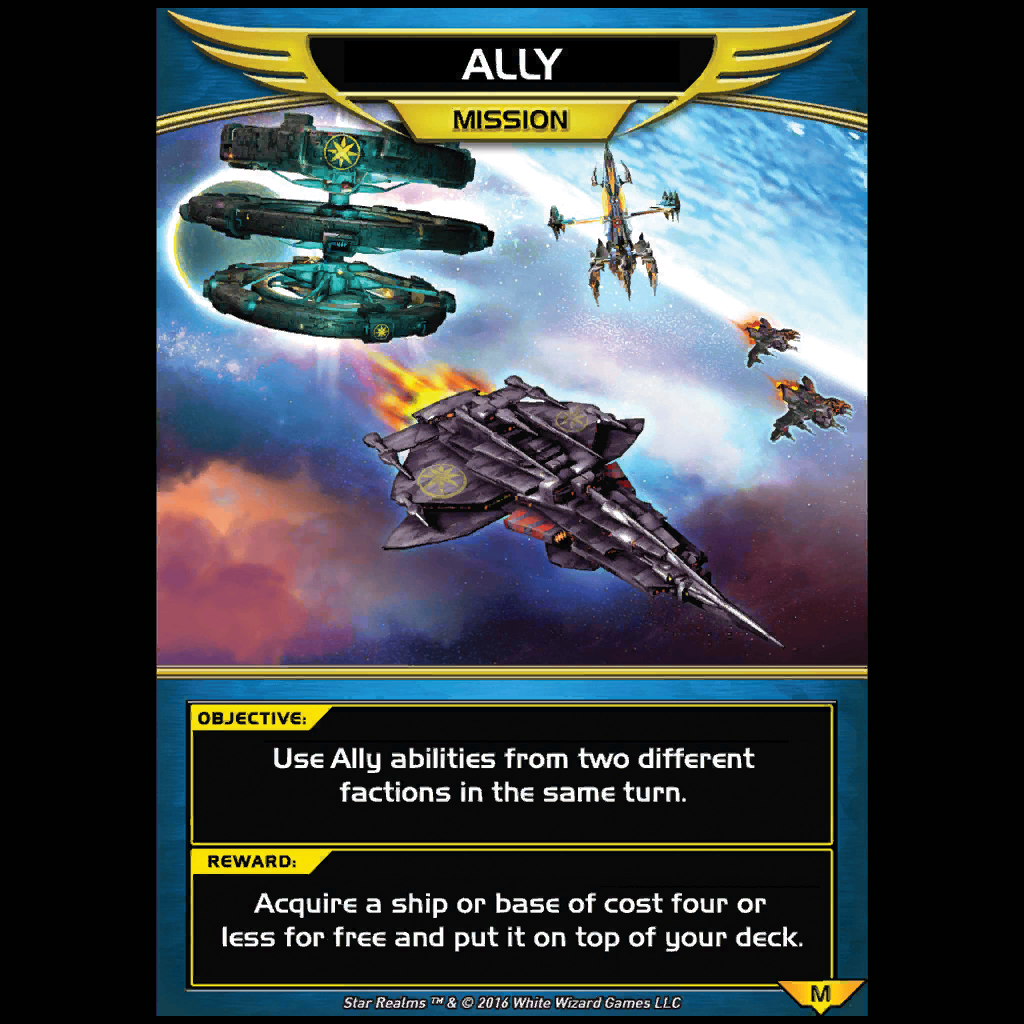 ALLY
MISSION
OBJECTIVE:
Use Ally abilities from two different
factions in the same turn.
REWARD:
Acquire a ship or base of cost four or
less for free and put it on top of your deck.
Star Realms ™ & © 2016 White Wizard Games LLC
M